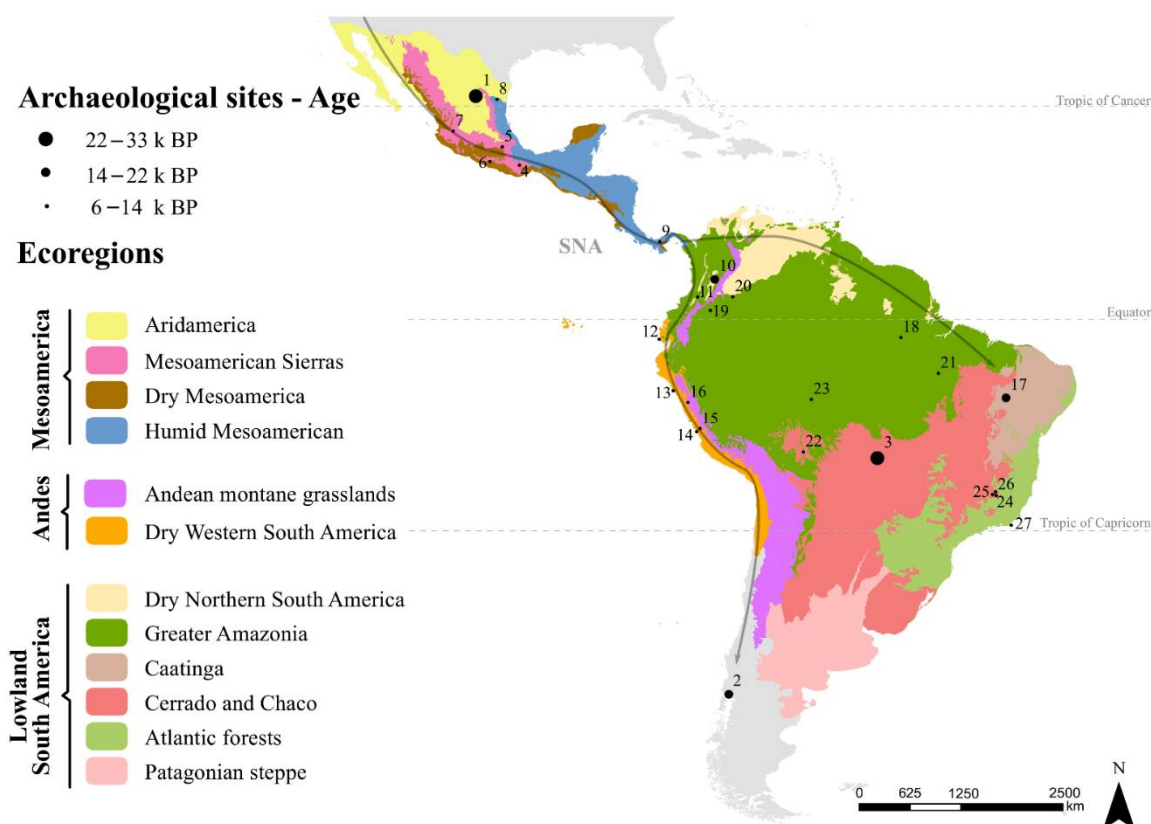 Archaeological sites - Age
22–33 k BP
14–22 k BP
6–14 k BP
Ecoregions
Mesoamerica
Aridamerica
Mesoamerican Sierras
Dry Mesoamerica
Humid Mesoamerican
Andes
Andean montane grasslands
Dry Western South America
Lowland
South America
Dry Northern South America
Greater Amazonia
Caatinga
Cerrado and Chaco
Atlantic forests
Patagonian steppe
1
8
Tropic of Cancer
7
5
6
4
9
SNA
10
11
20
19
Equator
12
18
21
13
16
23
17
15
14
22
3
26
25
24
27
Tropic of Capricorn
2
N
0 625 1250 2500
km